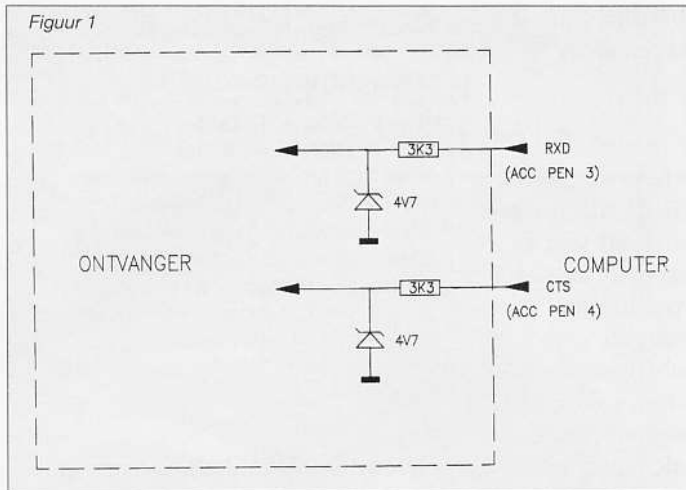 Figuur 1
3K3
RXD
(ACC PEN 3)
4V7
ONTVANGER
COMPUTER
3K3
CTS
(ACC PEN 4)
4V7